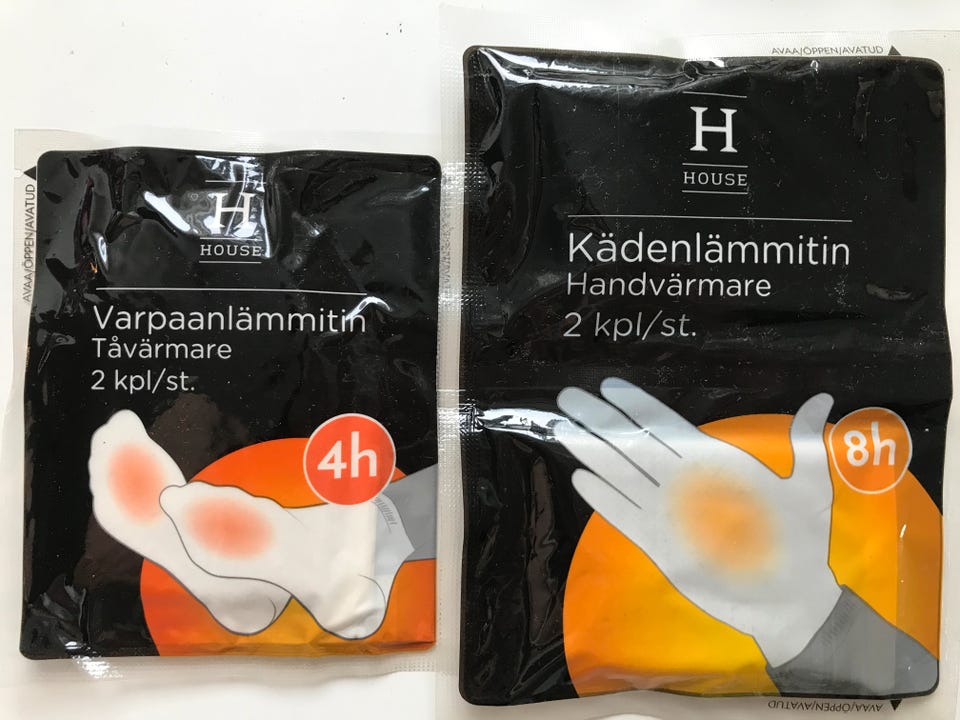 AVAA/ÖPPEN/AVATUD
H
HOUSE
Varpaanlämmitin
Tåvärmare
2 kpl/st.
4h
AVAA/ÖPPEN/AVATUD
H
HOUSE
Kädenlämmitin
Handvärmare
2 kpl/st.
8h
AVAA/ÖPPEN/AVATUD